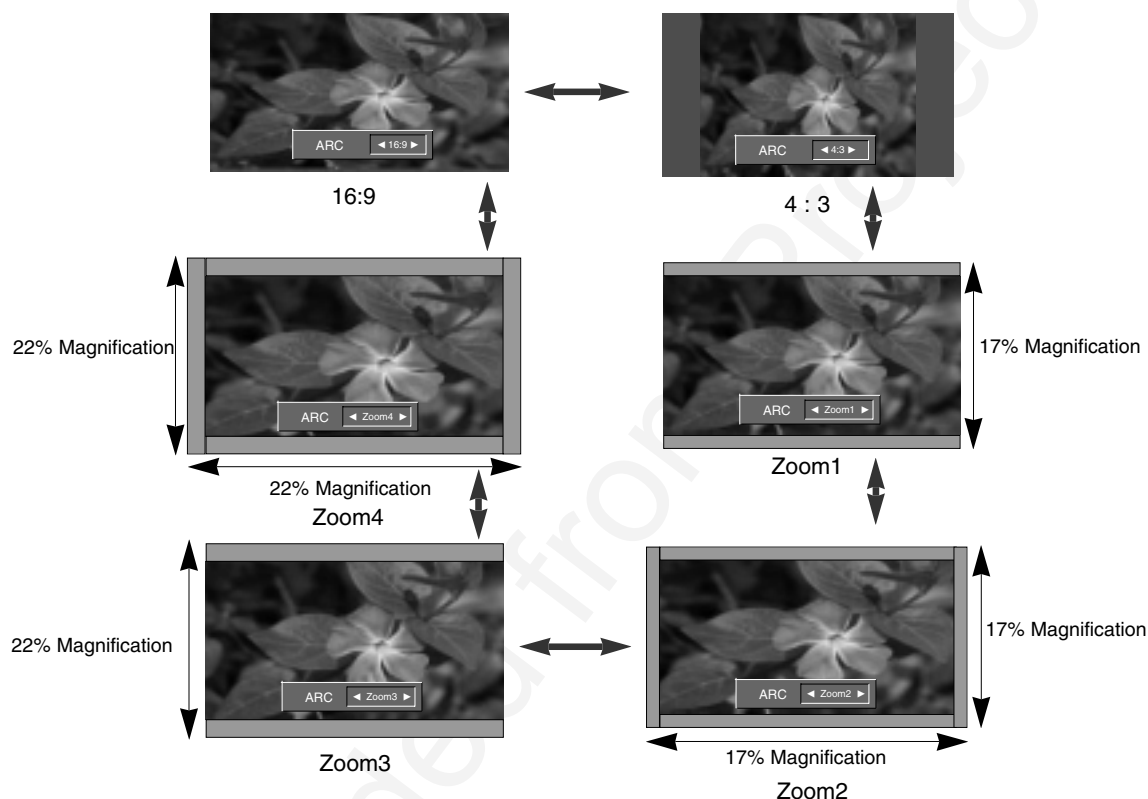 ARC ◄ 16:9 ►
16:9
ARC ◄ 4:3 ►
4 : 3
22% Magnification
ARC ◄ Zoom4 ►
22% Magnification
Zoom4
ARC ◄ Zoom1 ►
17% Magnification
Zoom1
22% Magnification
ARC ◄ Zoom3 ►
Zoom3
ARC ◄ Zoom2 ►
17% Magnification
17% Magnification
Zoom2